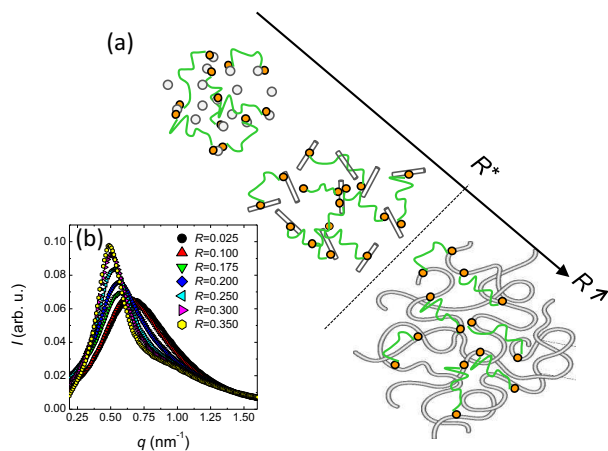 (a)
R*
R↗
(b)
R=0.025
R=0.100
R=0.175
R=0.200
R=0.250
R=0.300
R=0.350
0.10
0.08
0.06
0.04
0.02
0.00
I (arb. u.)
0.25 0.50 0.75 1.00 1.25 1.50
q (nm⁻¹)